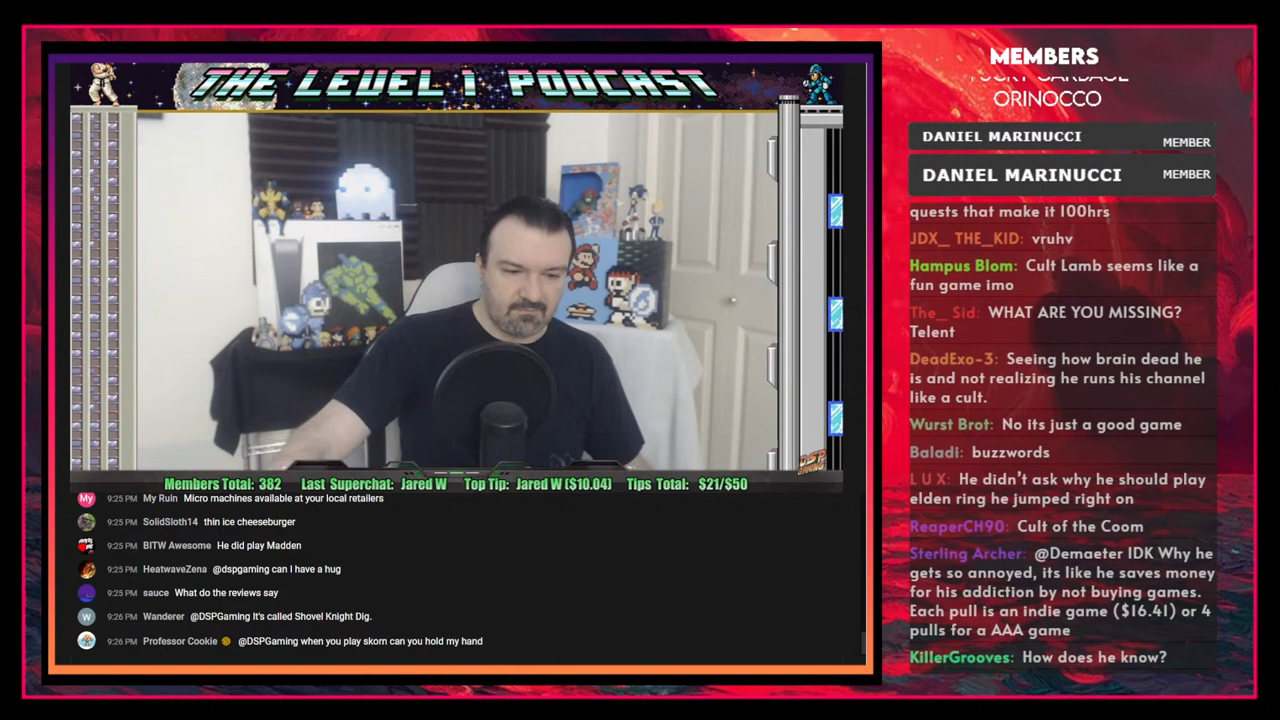 THE LEVEL 1 PODCAST
Members Total: 382 Last Superchat: Jared W Top Tip: Jared W ($10.04) Tips Total: $21/$50
My 9:25 PM My Ruin Micro machines available at your local retailers
9:25 PM SolidSloth14 thin ice cheeseburger
9:25 PM BITW Awesome He did play Madden
9:25 PM HeatwaveZena @dspgaming can I have a hug
9:25 PM sauce What do the reviews say
W 9:26 PM Wanderer @DSPGaming It's called Shovel Knight Dig.
9:26 PM Professor Cookie @DSPGaming when you play skorn can you hold my hand
DSP GAMING
MEMBERS
ORINOCCO
DANIEL MARINUCCI MEMBER
DANIEL MARINUCCI MEMBER
quests that make it 100hrs
JDX_ THE_KID: vruhv
Hampus Blom: Cult Lamb seems like a
fun game imo
The_ Sid: WHAT ARE YOU MISSING?
Telent
DeadExo-3: Seeing how brain dead he
is and not realizing he runs his channel
like a cult.
Wurst Brot: No its just a good game
Baladi: buzzwords
L U X: He didn't ask why he should play
elden ring he jumped right on
ReaperCH90: Cult of the Coom
Sterling Archer: @Demaeter IDK Why he
gets so annoyed, its like he saves money
for his addiction by not buying games.
Each pull is an indie game ($16.41) or 4
pulls for a AAA game
KillerGrooves: How does he know?